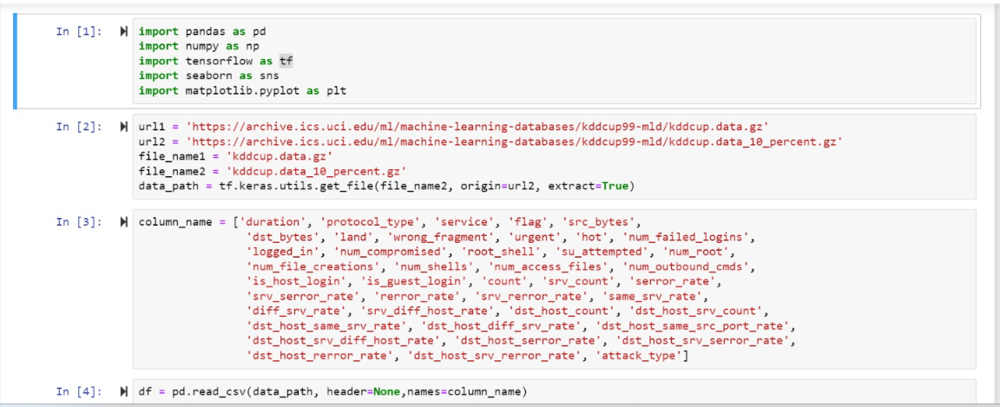 In [1]: import pandas as pd
import numpy as np
import tensorflow as tf
import seaborn as sns
import matplotlib.pyplot as plt
In [2]: url1 = 'https://archive.ics.uci.edu/ml/machine-learning-databases/kddcup99-mld/kddcup.data.gz'
url2 = 'https://archive.ics.uci.edu/ml/machine-learning-databases/kddcup99-mld/kddcup.data_10_percent.gz'
file_name1 = 'kddcup.data.gz'
file_name2 = 'kddcup.data_10_percent.gz'
data_path = tf.keras.utils.get_file(file_name2, origin=url2, extract=True)
In [3]: column_name = ['duration', 'protocol_type', 'service', 'flag', 'src_bytes',
'dst_bytes', 'land', 'wrong_fragment', 'urgent', 'hot', 'num_failed_logins',
'logged_in', 'num_compromised', 'root_shell', 'su_attempted', 'num_root',
'num_file_creations', 'num_shells', 'num_access_files', 'num_outbound_cmds',
'is_host_login', 'is_guest_login', 'count', 'srv_count', 'serror_rate',
'srv_serror_rate', 'rerror_rate', 'srv_rerror_rate', 'same_srv_rate',
'diff_srv_rate', 'srv_diff_host_rate', 'dst_host_count', 'dst_host_srv_count',
'dst_host_same_srv_rate', 'dst_host_diff_srv_rate', 'dst_host_same_src_port_rate',
'dst_host_srv_diff_host_rate', 'dst_host_serror_rate', 'dst_host_srv_serror_rate',
'dst_host_rerror_rate', 'dst_host_srv_rerror_rate', 'attack_type']
In [4]: df = pd.read_csv(data_path, header=None,names=column_name)